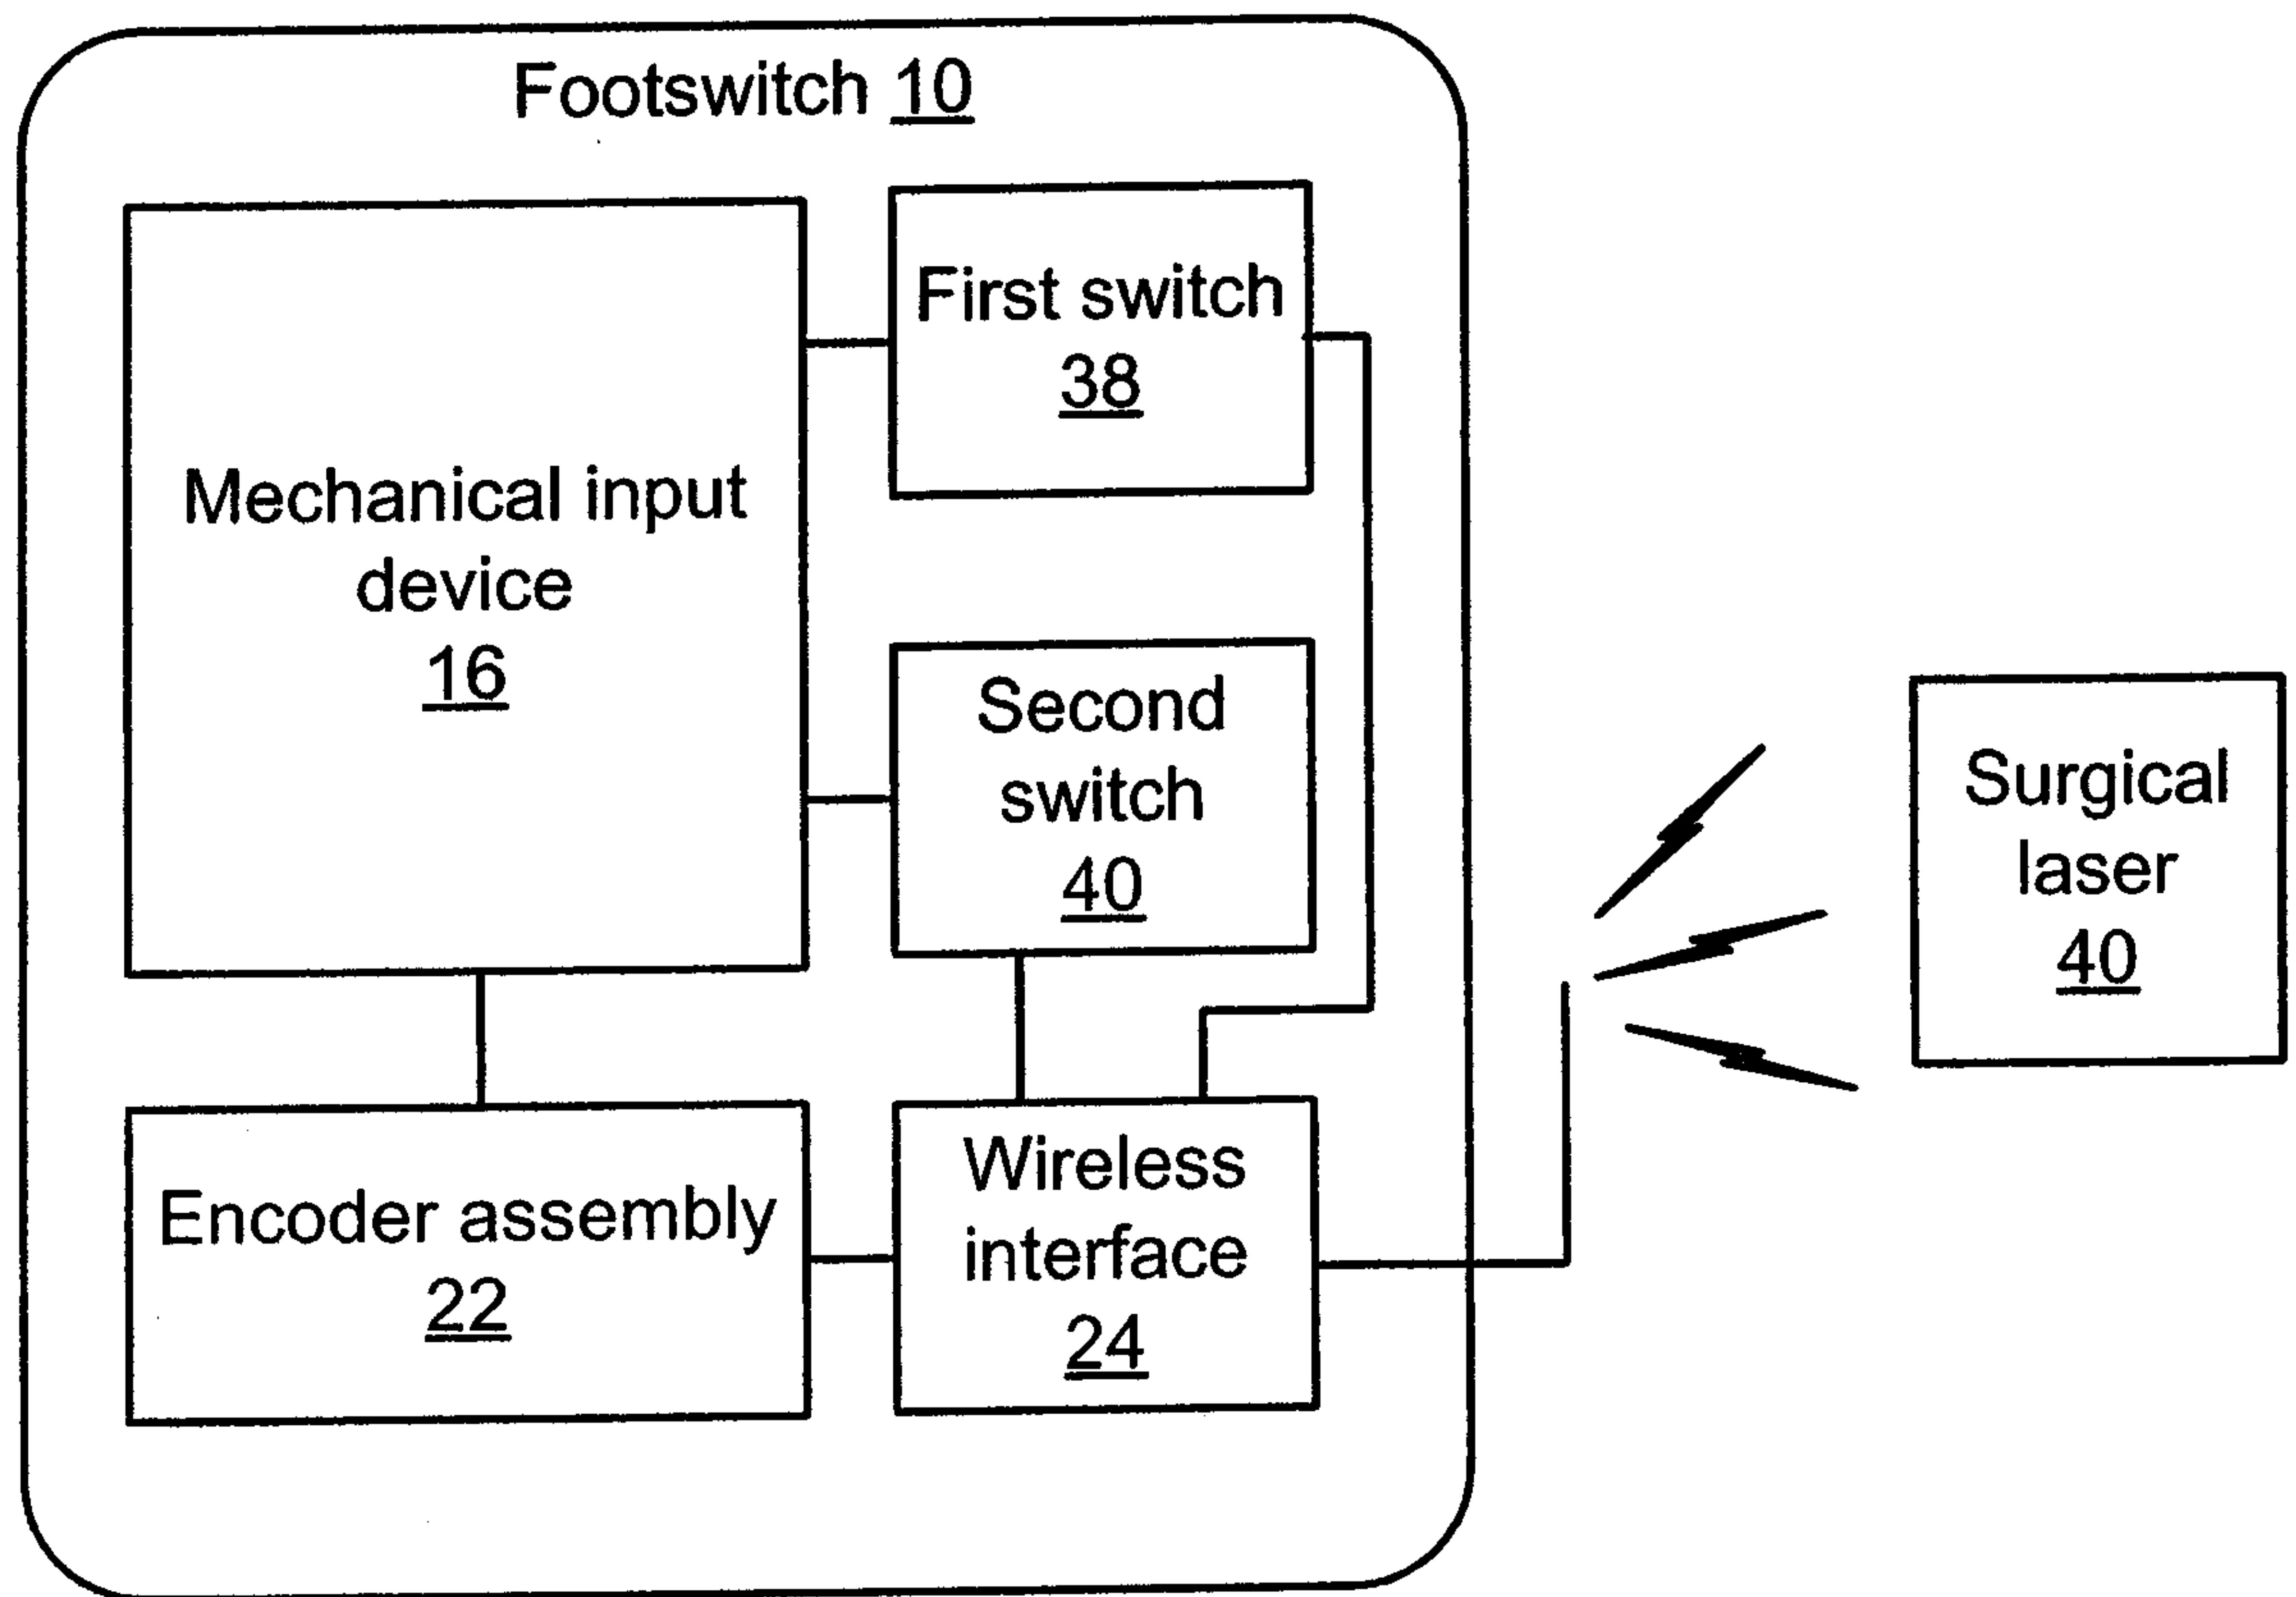 Footswitch 10
First switch
38
Mechanical input
device
16
Second
switch
40
Surgical
laser
40
Encoder assembly
22
Wireless
interface
24